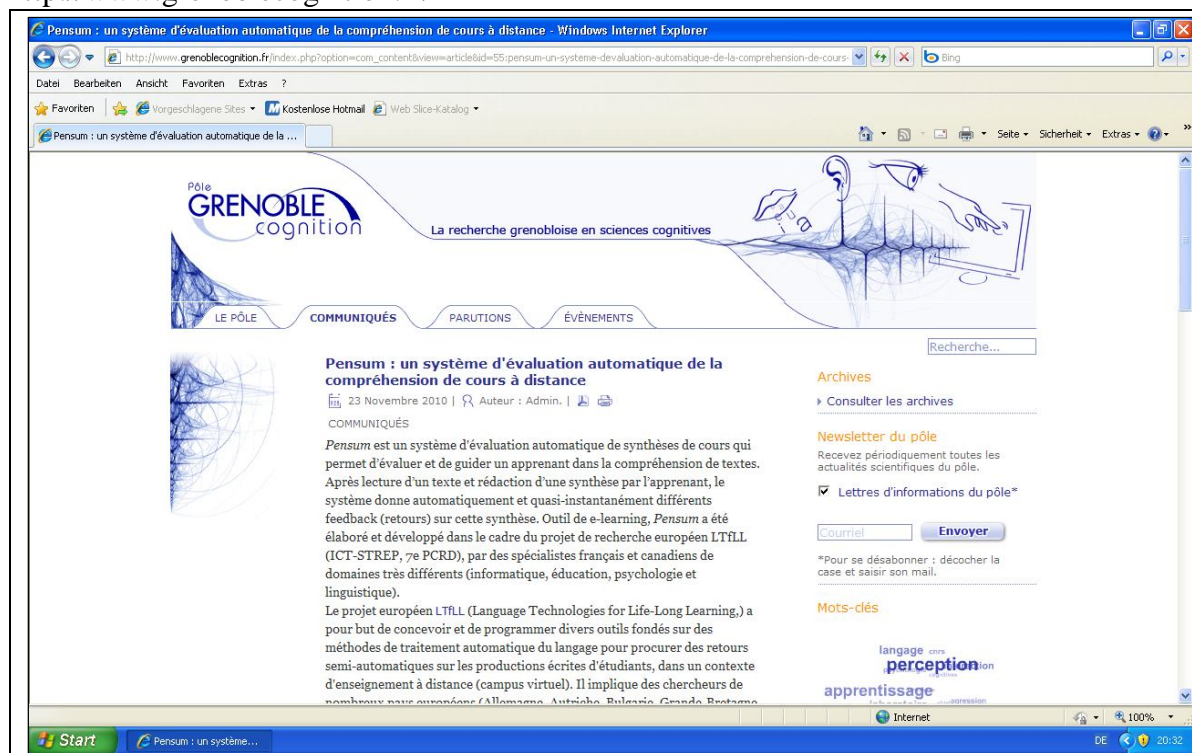 Pensum : un système d'évaluation automatique de la compréhension de cours à distance - Windows Internet Explorer
http://www.grenoblecognition.fr/index.php?option=com_content&view=article&id=55:pensum-un-systeme-devaluation-automatique-de-la-comprehension-de-cours-
Bing
Datei Bearbeiten Ansicht Favoriten Extras ?
Favoriten Vorgeschlagene Sites Kostenlose Hotmail Web Slice-Katalog
Pensum : un système d'évaluation automatique de la ...
Seite Sicherheit Extras »
Pôle
GRENOBLE
cognition
La recherche grenobloise en sciences cognitives
LE PÔLE COMMUNIQUÉS PARUTIONS ÉVÈNEMENTS
Recherche...
Pensum : un système d'évaluation automatique de la
compréhension de cours à distance
23 Novembre 2010 | Auteur : Admin. |
COMMUNIQUÉS
Pensum est un système d'évaluation automatique de synthèses de cours qui
permet d'évaluer et de guider un apprenant dans la compréhension de textes.
Après lecture d'un texte et rédaction d'une synthèse par l'apprenant, le
système donne automatiquement et quasi-instantanément différents
feedback (retours) sur cette synthèse. Outil de e-learning, Pensum a été
élaboré et développé dans le cadre du projet de recherche européen LTfLL
(ICT-STREP, 7e PCRD), par des spécialistes français et canadiens de
domaines très différents (informatique, éducation, psychologie et
linguistique).
Le projet européen LTfLL (Language Technologies for Life-Long Learning,) a
pour but de concevoir et de programmer divers outils fondés sur des
méthodes de traitement automatique du langage pour procurer des retours
semi-automatiques sur les productions écrites d'étudiants, dans un contexte
d'enseignement à distance (campus virtuel). Il implique des chercheurs de
nombreux pays européens (Allemagne, Autriche, Bulgarie, Grande-Bretagne
Archives
Consulter les archives
Newsletter du pôle
Recevez périodiquement toutes les
actualités scientifiques du pôle.
Lettres d'informations du pôle*
Courriel Envoyer
*Pour se désabonner : décocher la
case et saisir son mail.
Mots-clés
langage cnrs
perception
apprentissage
Internet 100%
Start Pensum : un système... DE 20:32